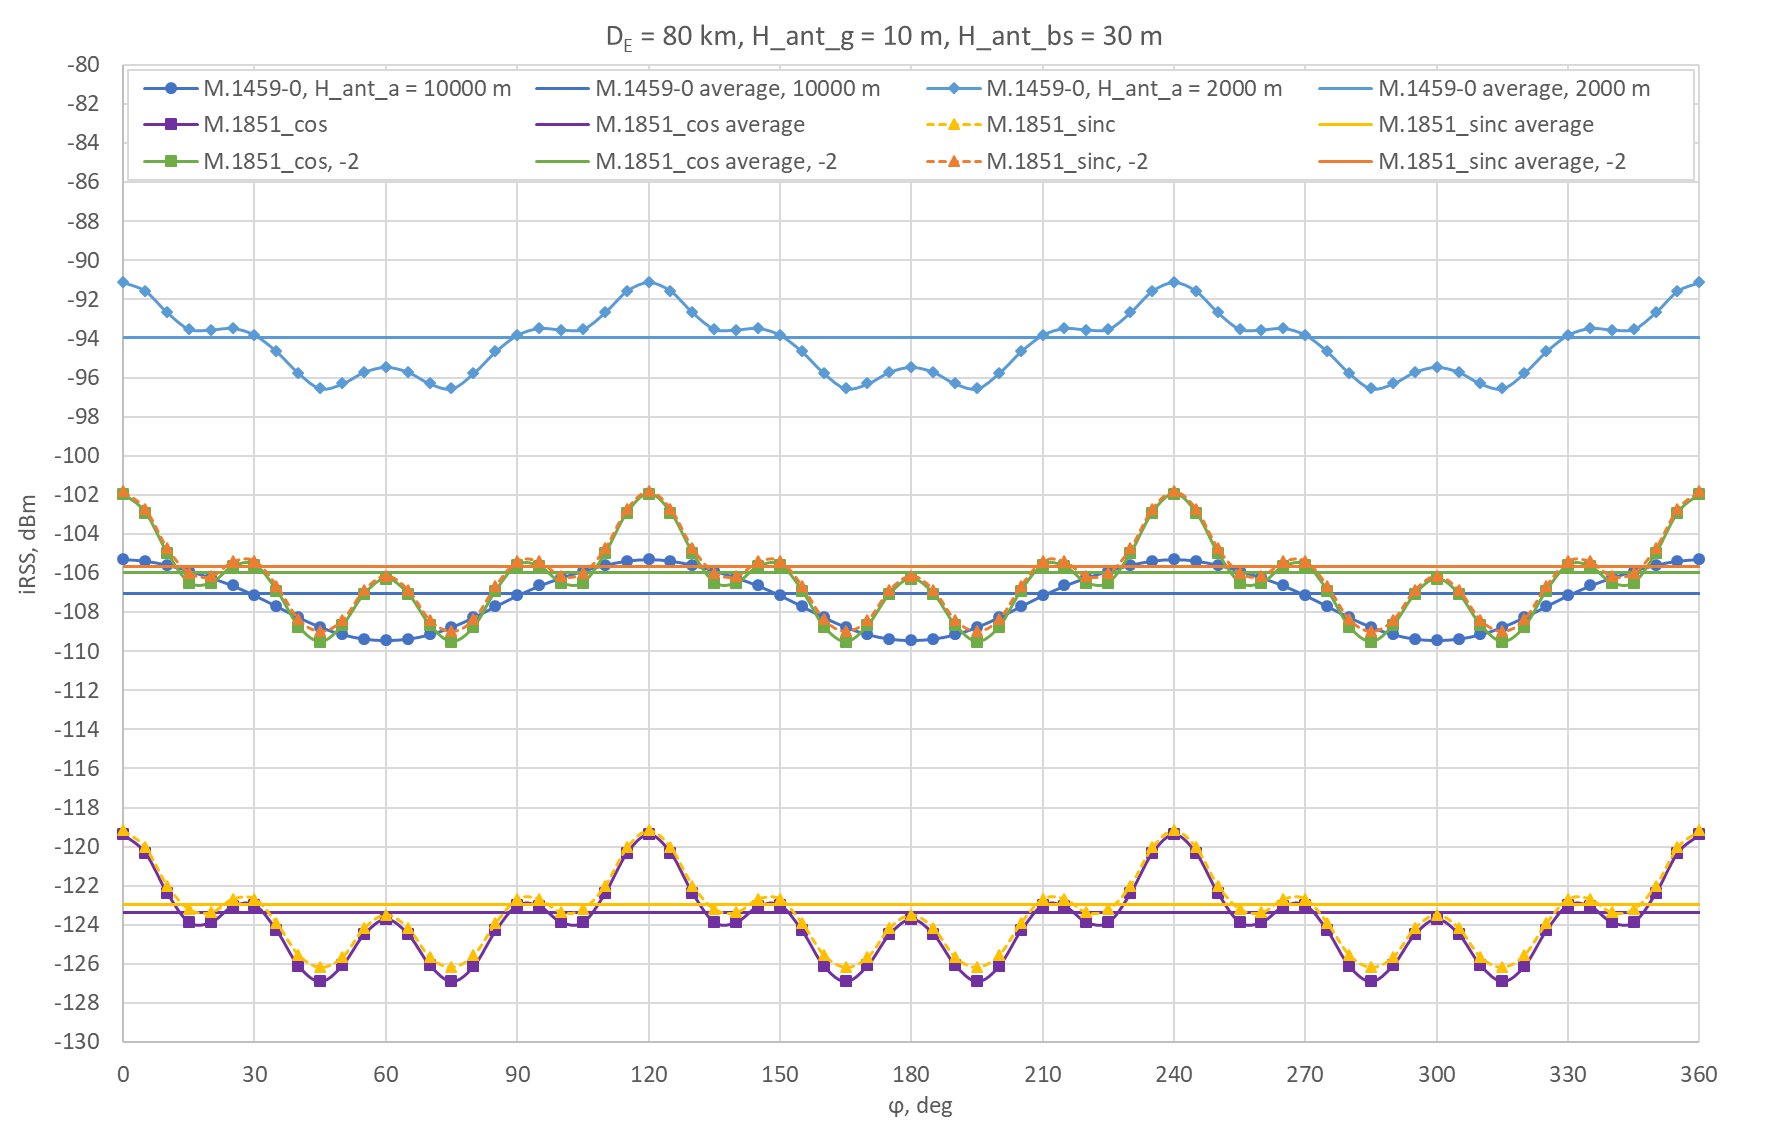 D_E = 80 km, H_ant_g = 10 m, H_ant_bs = 30 m
M.1459-0, H_ant_a = 10000 m
M.1459-0 average, 10000 m
M.1459-0, H_ant_a = 2000 m
M.1459-0 average, 2000 m
M.1851_cos
M.1851_cos average
M.1851_sinc
M.1851_sinc average
M.1851_cos, -2
M.1851_cos average, -2
M.1851_sinc, -2
M.1851_sinc average, -2
iRSS, dBm
-80
-82
-84
-86
-88
-90
-92
-94
-96
-98
-100
-102
-104
-106
-108
-110
-112
-114
-116
-118
-120
-122
-124
-126
-128
-130
0 30 60 90 120 150 180 210 240 270 300 330 360
φ, deg